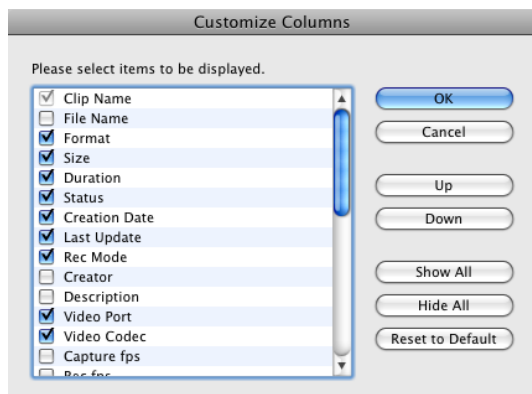 Customize Columns
Please select items to be displayed.
Clip Name
File Name
Format
Size
Duration
Status
Creation Date
Last Update
Rec Mode
Creator
Description
Video Port
Video Codec
Capture fps
Rec fps
OK
Cancel
Up
Down
Show All
Hide All
Reset to Default